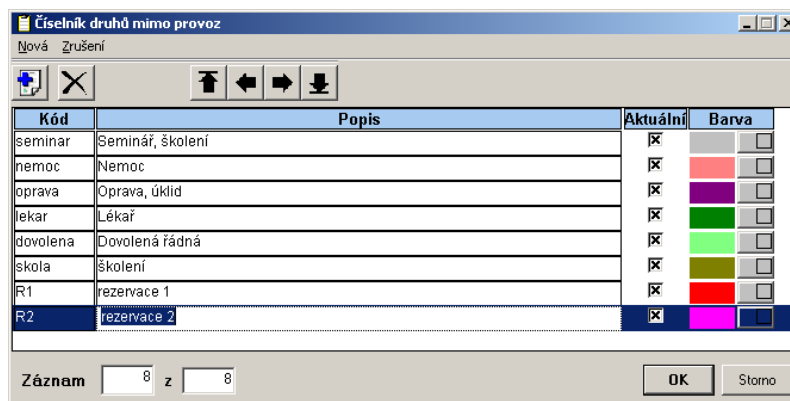 Číselník druhů mimo provoz
Nová Zrušení
Kód Popis Aktuální Barva
seminar Seminář, školení
nemoc Nemoc
oprava Oprava, úklid
lekar Lékař
dovolena Dovolená řádná
skola školení
R1 rezervace 1
R2 rezervace 2
Záznam 8 z 8 OK Storno